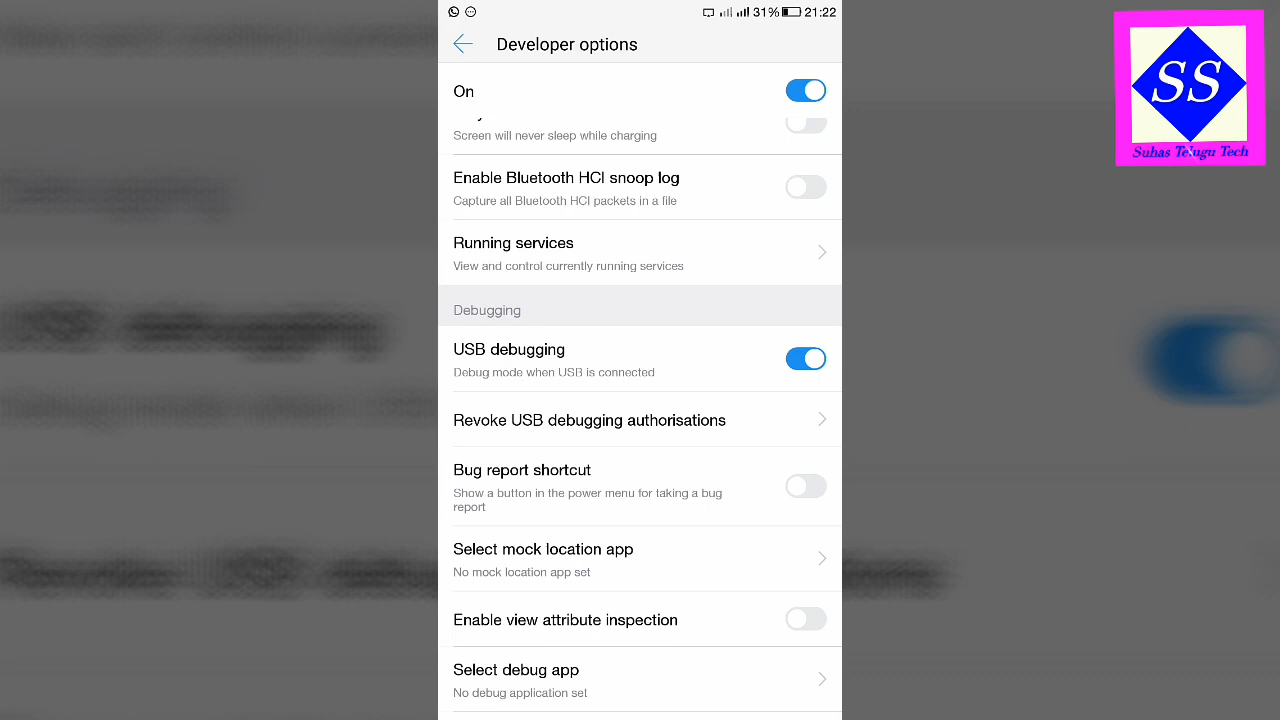 31% 21:22
Developer options
On
Screen will never sleep while charging
Enable Bluetooth HCI snoop log
Capture all Bluetooth HCI packets in a file
Running services
View and control currently running services
Debugging
USB debugging
Debug mode when USB is connected
Revoke USB debugging authorisations
Bug report shortcut
Show a button in the power menu for taking a bug
report
Select mock location app
No mock location app set
Enable view attribute inspection
Select debug app
No debug application set
SS
Suhas Telugu Tech